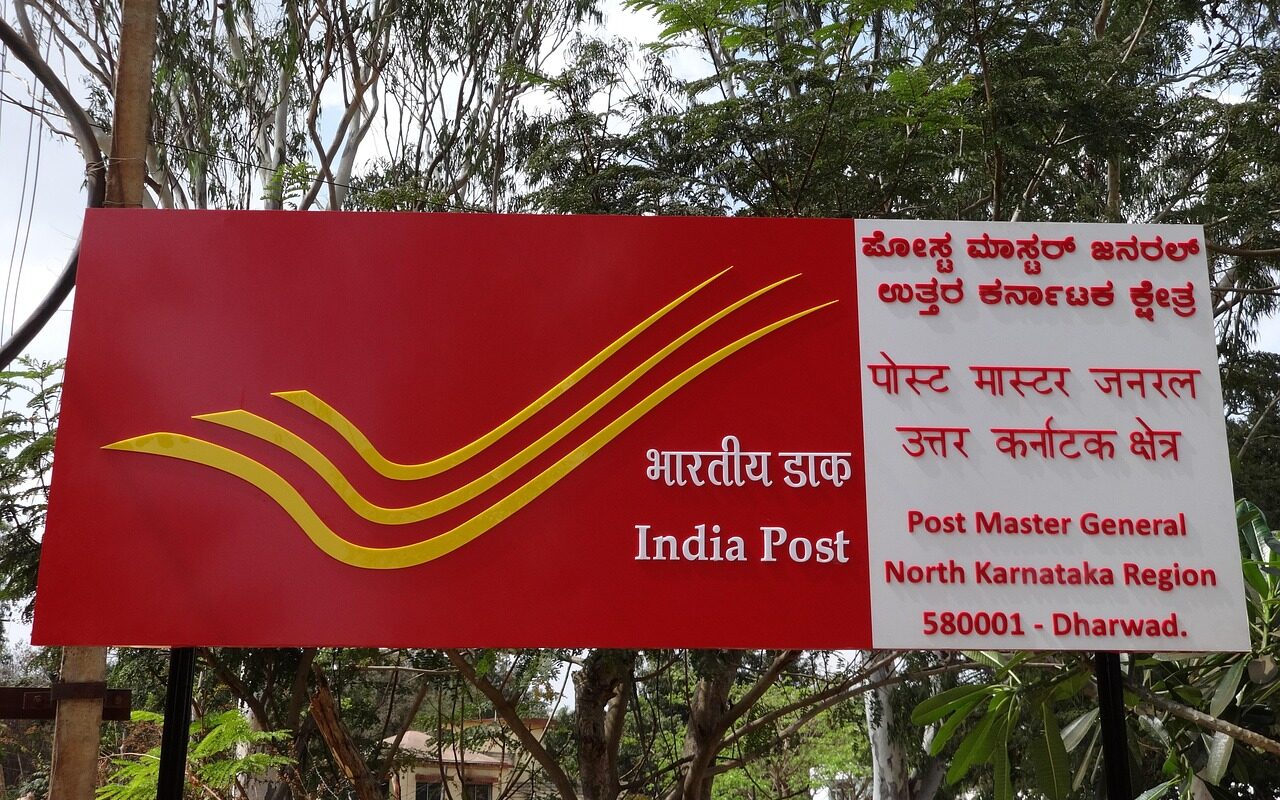 भारतीय डाक
India Post
ಪೋಸ್ಟ ಮಾಸ್ಟರ್ ಜನರಲ್
ಉತ್ತರ ಕರ್ನಾಟಕ ಕ್ಷೇತ್ರ
पोस्ट मास्टर जनरल
उत्तर कर्नाटक क्षेत्र
Post Master General
North Karnataka Region
580001 - Dharwad.